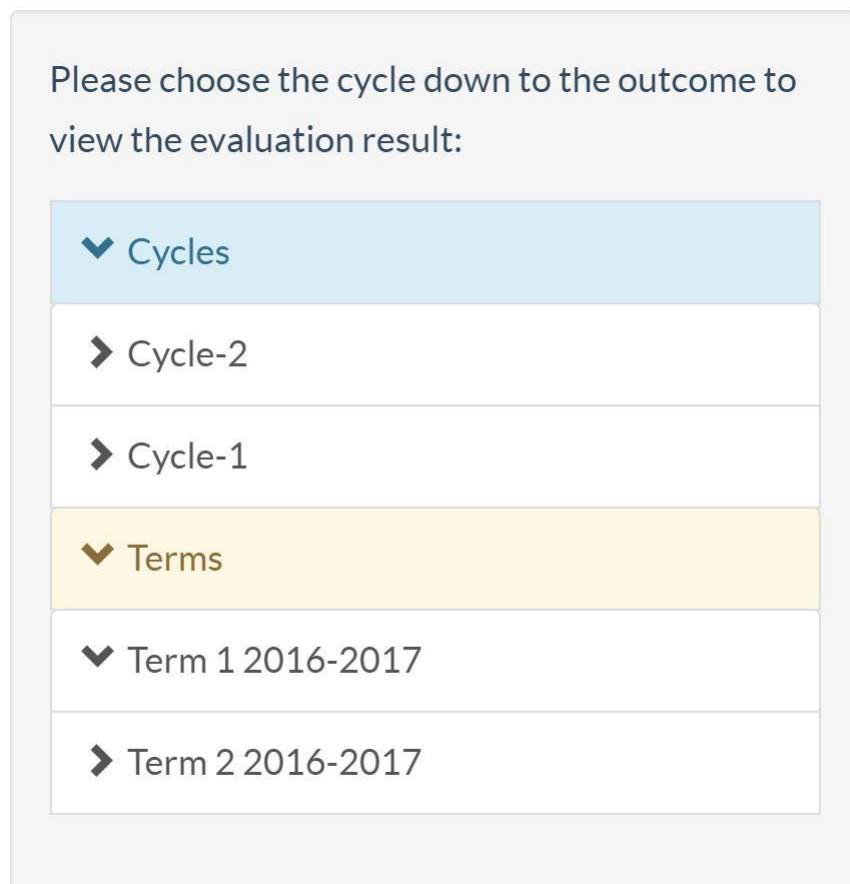 Please choose the cycle down to the outcome to
view the evaluation result:
Cycles
Cycle-2
Cycle-1
Terms
Term 1 2016-2017
Term 2 2016-2017